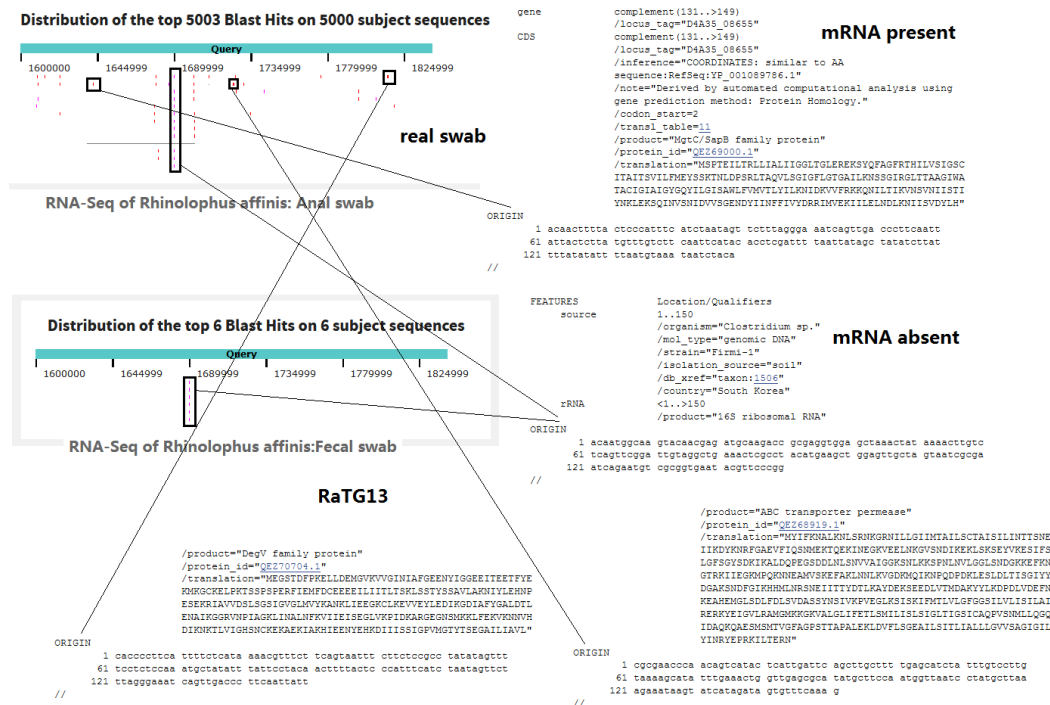 Distribution of the top 5003 Blast Hits on 5000 subject sequences
Query
1600000 1644999 1689999 1734999 1779999 1824999
real swab
RNA-Seq of Rhinolophus affinis: Anal swab
gene complement(131..>149)
/locus_tag="D4A35_08655"
CDS complement(131..>149)
/locus_tag="D4A35_08655"
/inference="COORDINATES: similar to AA
sequence:RefSeq:YP_001089786.1"
/note="Derived by automated computational analysis using
gene prediction method: Protein Homology."
/codon_start=2
/transl_table=11
/product="MgtC/SapB family protein"
/protein_id="QEZ69000.1"
/translation="MSPTEILTRLLIALIIGGLTGLEREKSYQFAGFRTHILVSIGSC
ITAITSVILFMEYSSKTNLDPSRLTAQVLSGIGFLGTGAILKNSSGIRGLTTAAGIWA
TACIGIAIGYGQYILGISAWLFVMVTLYILKNIDKVVFRKKQNILTIKVNSVNIISTI
YNKLEKSQINVSNIDVVSGENDYIINFFIVYDRRIMVEKIILELNDLKNIISVDYLH"
mRNA present
ORIGIN
1 acaactttta ctcccatttc atctaatagt tctttaggga aatcagttga cccttcaatt
61 attactctta tgtttgtctt caattcatac acctcgattt taattatagc tatatcttat
121 tttatatatt ttaatgtaaa taatctaca
//
Distribution of the top 6 Blast Hits on 6 subject sequences
Query
1600000 1644999 1689999 1734999 1779999 1824999
RNA-Seq of Rhinolophus affinis:Fecal swab
RaTG13
FEATURES Location/Qualifiers
source 1..150
/organism="Clostridium sp."
/mol_type="genomic DNA"
/strain="Firmi-1"
/isolation_source="soil"
/db_xref="taxon:1506"
/country="South Korea"
rRNA <1..>150
/product="16S ribosomal RNA"
mRNA absent
ORIGIN
1 acaatggcaa gtacaacgag atgcaagacc gcgaggtgga gctaaactat aaaacttgtc
61 tcagttcgga ttgtaggctg aaactcgcct acatgaagct ggagttgcta gtaatcgcga
121 atcagaatgt cgcggtgaat acgttcccgg
//
/product="DegV family protein"
/protein_id="QEZ70704.1"
/translation="MEGSTDFPKELLDEMGVKVVGINIAFGEENYIGGEEITEETFYE
KMKGCKELPKTSSPSPERFIEMFDCEEEEILIITLTSKLSSTYSSAVLAKNIYLEHNP
ESEKRIAVVDSLSGSIGVGLMVYKANKLIEEGKCLKEVVEYLEDIKGDIAFYGALDTL
ENAIKGGRVNPIAGKLINALNFKVIIEISEGLVKPIDKARGEGNSMKKLFEKVKNNVH
DIKNKTLVIGHSNCKEKAEKIAKHIEENYEHKDIIISSIGPVMGTYTSEGAILIAVL"
ORIGIN
1 cacccccttca ttttctcata aaacgtttct tcagtaattt cttctccgcc tatatagttt
61 tcctctccaa atgctatatt tattcctaca acttttactc ccatttcatc taatagttct
121 ttagggaaat cagttgaccc ttcaattatt
//
/product="ABC transporter permease"
/protein_id="QEZ68919.1"
/translation="MYIFKNALKNLSRNKGRNILLGIIMTAILSCTAISILINTTSNE
IIKDYKNRFGAEVFIQSNMEKTQEKINEGKVEELNKGVSNDIKEKLSKSEYVKESIFS
LGFSGYSDKIKALDQPEGSDDLNLSNVVAIGGKSNLKKSPNLNVLGGLSNDGKKEFKN
GTRKIIEGKMPQKNNEAMVSKEFAKLNNLKVGDKMQIKNPQDPDKLESLDLTISGIYY
DGAKSNDFGIKHHMLNRSNEIITTYDTLKAYKDLDNKVVKVEATYVLTMDAKYYLKDPDLVDEFN
KEAHEMGLSDLFDLSVDASSYNSIVKPVEGLKSISKIFMTLVLGFGGSILVLISILAI
RERKYEIGVLRAMGMKKGKVALGLIFETLSMILISLSIGLTIGSICAQPVSNMLLQGQ
IDAQKQAESMTVGFAGPSTTAPALEKLDVFLSGEAILSITLIALLLGVVSAGIGIL
YINRYEPRKILTERN"
ORIGIN
1 cgcgaaccca acagtcatac tcattgattc agcttgcttt tgagcatcta tttgtccttg
61 taaaagcata tttgaaactg gttgagcgca tatgcttcca atggttaatc ctatgcttaa
121 agaaataagt atcatagata gtgtttcaaa g
//